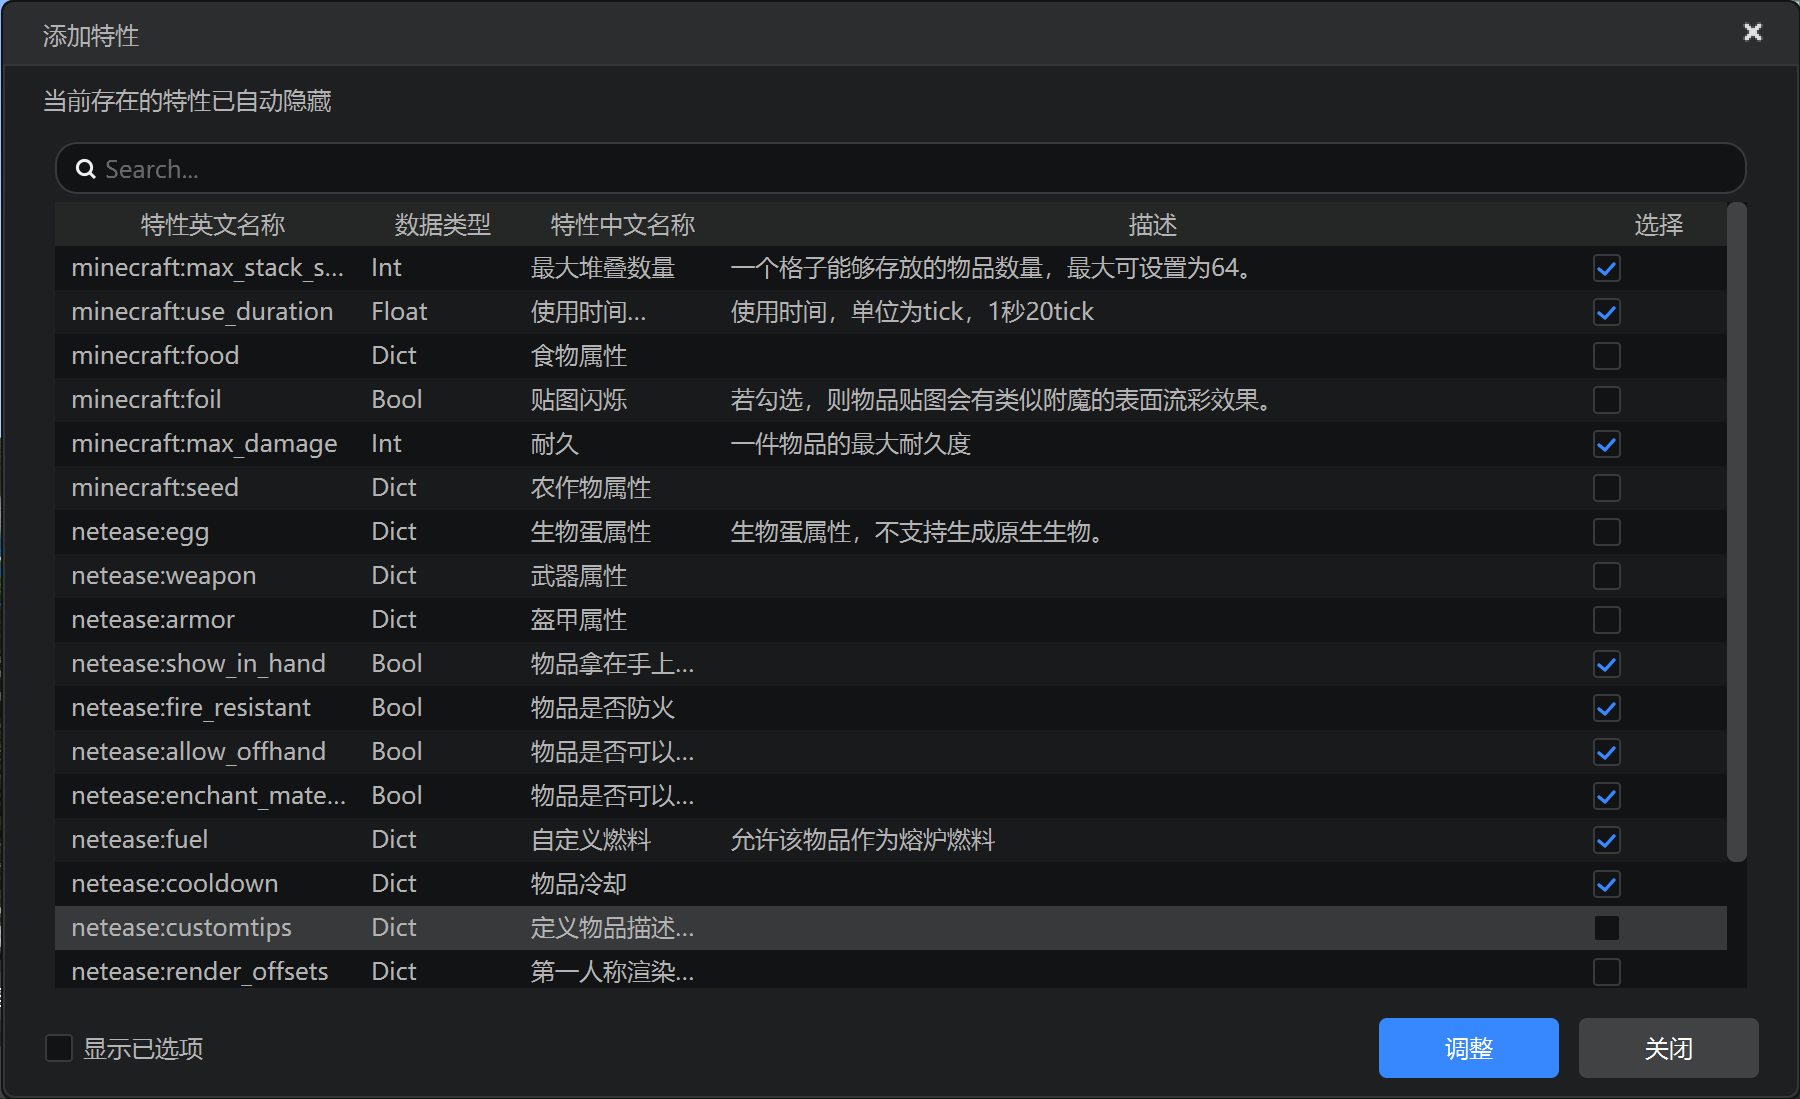 添加特性
当前存在的特性已自动隐藏
Search...
特性英文名称 数据类型 特性中文名称 描述 选择
minecraft:max_stack_s... Int 最大堆叠数量 一个格子能够存放的物品数量，最大可设置为64。
minecraft:use_duration Float 使用时间... 使用时间，单位为tick，1秒20tick
minecraft:food Dict 食物属性
minecraft:foil Bool 贴图闪烁 若勾选，则物品贴图会有类似附魔的表面流彩效果。
minecraft:max_damage Int 耐久 一件物品的最大耐久度
minecraft:seed Dict 农作物属性
netease:egg Dict 生物蛋属性 生物蛋属性，不支持生成原生生物。
netease:weapon Dict 武器属性
netease:armor Dict 盔甲属性
netease:show_in_hand Bool 物品拿在手上...
netease:fire_resistant Bool 物品是否防火
netease:allow_offhand Bool 物品是否可以...
netease:enchant_mate... Bool 物品是否可以...
netease:fuel Dict 自定义燃料 允许该物品作为熔炉燃料
netease:cooldown Dict 物品冷却
netease:customtips Dict 定义物品描述...
netease:render_offsets Dict 第一人称渲染...
显示已选项 调整 关闭